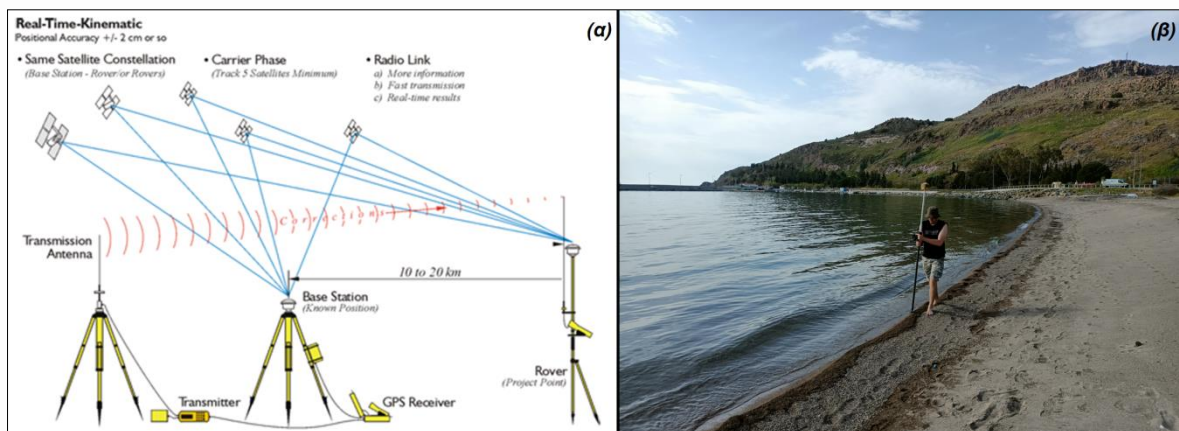 Real-Time-Kinematic
Positional Accuracy +/- 2 cm or so
(α)
• Same Satellite Constellation
(Base Station - Rover/or Rovers)
• Carrier Phase
(Track 5 Satellites Minimum)
• Radio Link
a) More information
b) Fast transmission
c) Real-time results
Corrections
Transmission
Antenna
10 to 20 km
Base Station
(Known Position)
Rover
(Project Point)
Transmitter
GPS Receiver
(β)